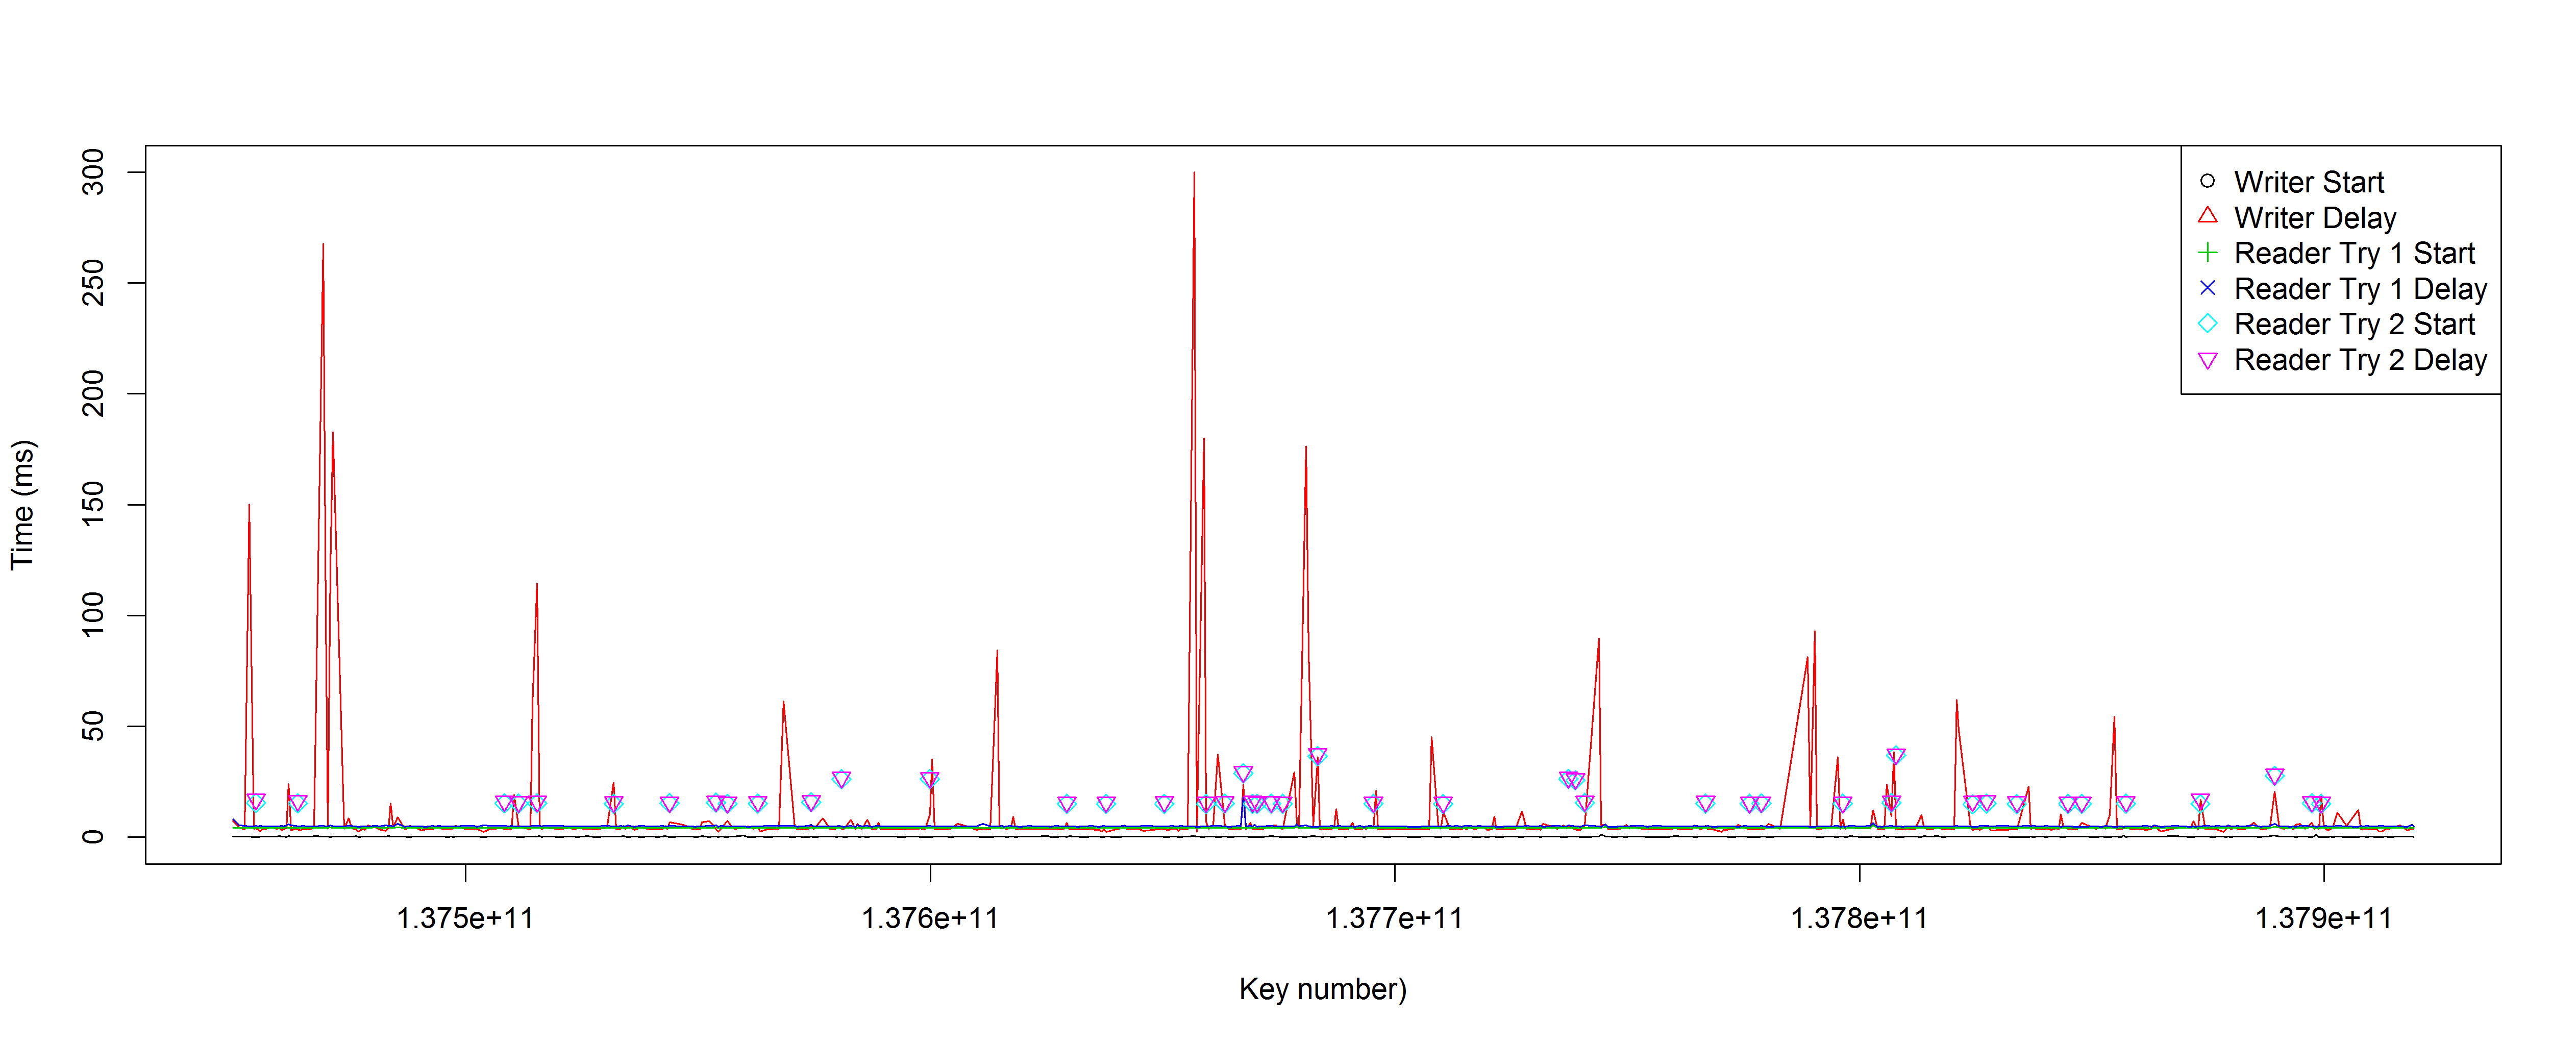 300
250
200
150
100
50
0
Time (ms)
Writer Start
Writer Delay
Reader Try 1 Start
Reader Try 1 Delay
Reader Try 2 Start
Reader Try 2 Delay
1.375e+11 1.376e+11 1.377e+11 1.378e+11 1.379e+11
Key number)